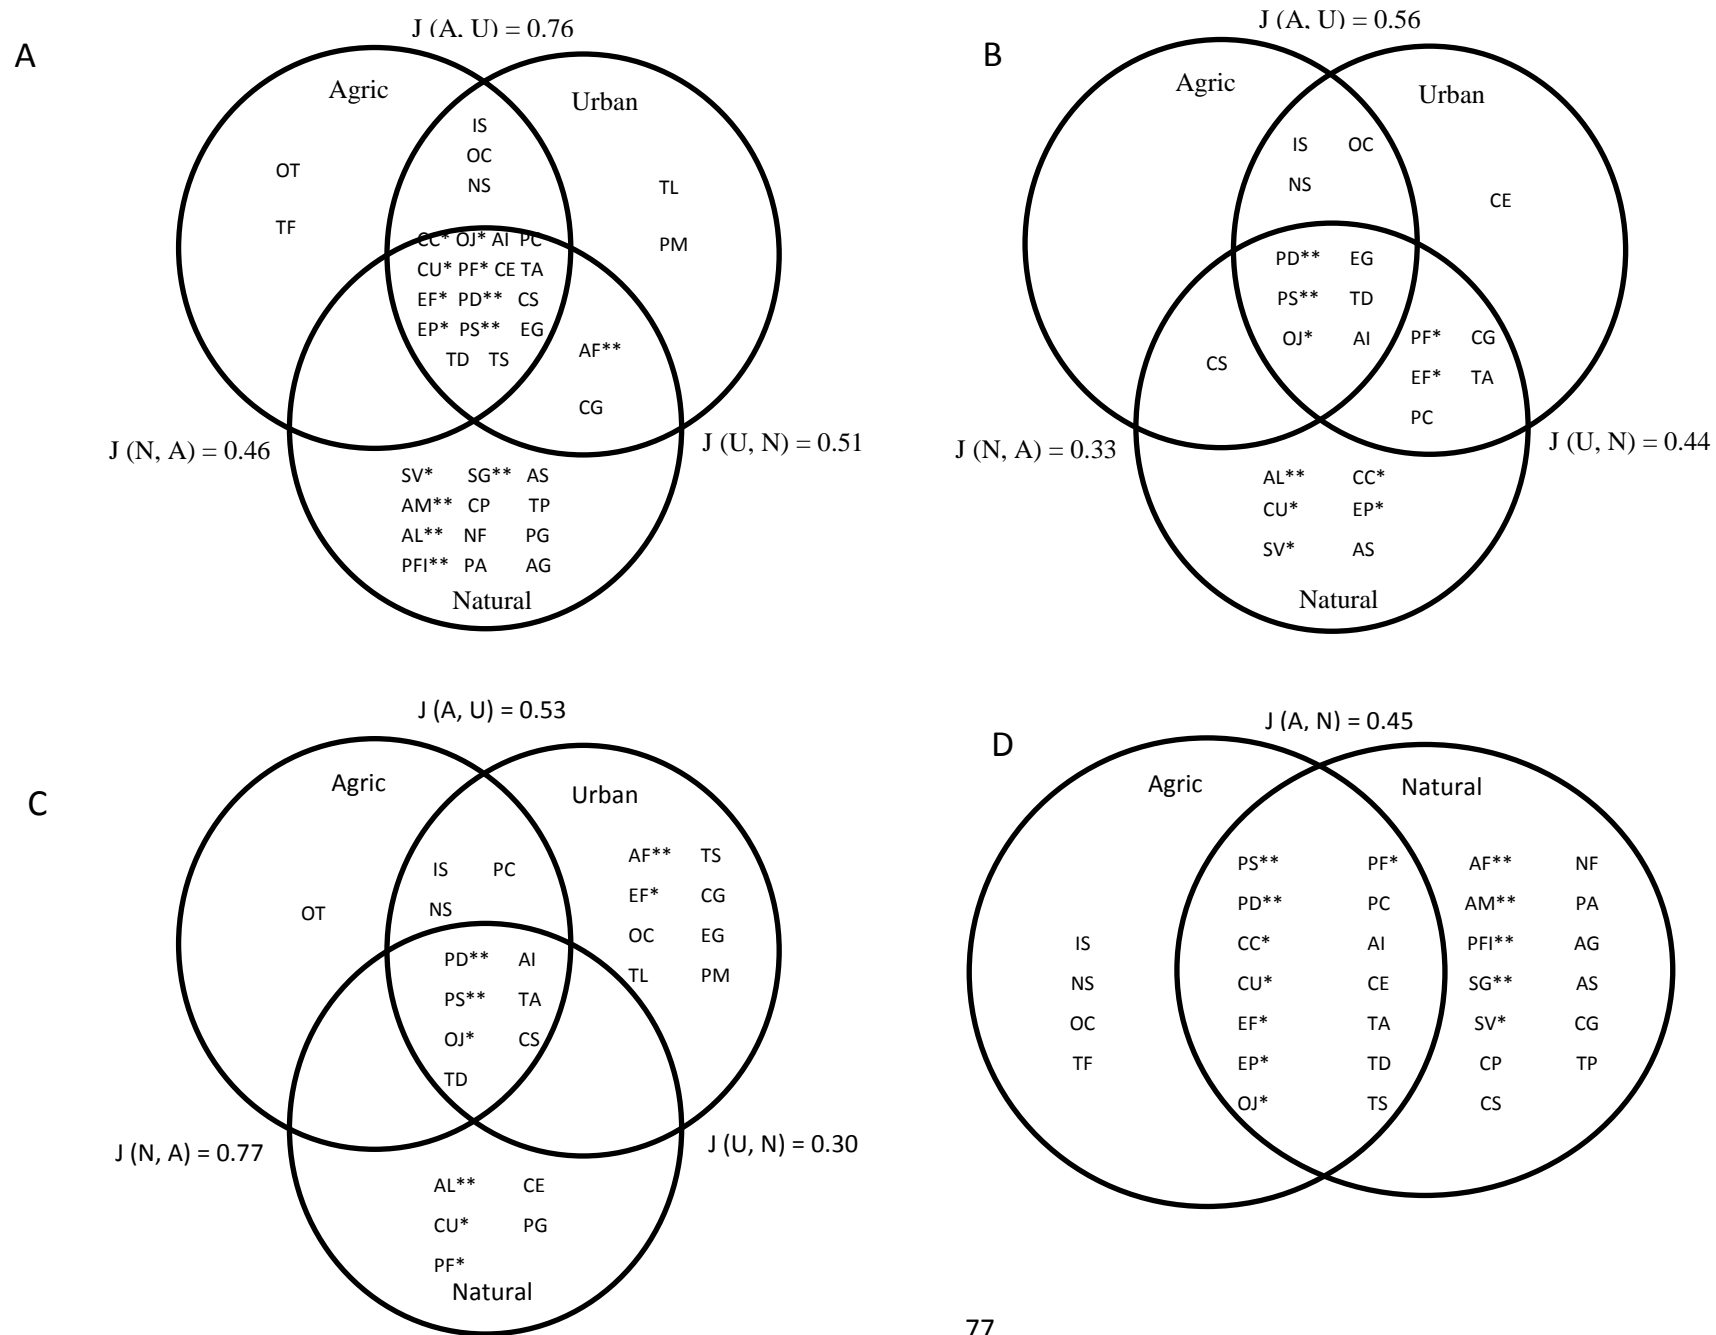 J (A, U) = 0.76
A
Agric
Urban
IS
OC
NS
OT
TF
TL
PM
CC* OJ* AI PC
CU* PF* CE TA
EF* PD** CS
EP* PS** EG
TD TS
AF**
CG
J (N, A) = 0.46
J (U, N) = 0.51
SV* SG** AS
AM** CP TP
AL** NF PG
PFI** PA AG
Natural
J (A, U) = 0.56
B
Agric
Urban
IS OC
NS
CE
PD** EG
PS** TD
OJ* AI
PF* CG
EF* TA
PC
CS
J (N, A) = 0.33
J (U, N) = 0.44
AL** CC*
CU* EP*
SV* AS
Natural
J (A, U) = 0.53
C
Agric
Urban
IS PC
NS
OT
AF** TS
EF* CG
OC EG
TL PM
PD** AI
PS** TA
OJ* CS
TD
J (N, A) = 0.77
J (U, N) = 0.30
AL** CE
CU* PG
PF*
Natural
J (A, N) = 0.45
D
Agric
Natural
IS
NS
OC
TF
PS** PF*
PD** PC
CC* AI
CU* CE
EF* TA
EP* TD
OJ* TS
AF** NF
AM** PA
PFI** AG
SG** AS
SV* CG
CP TP
CS
77